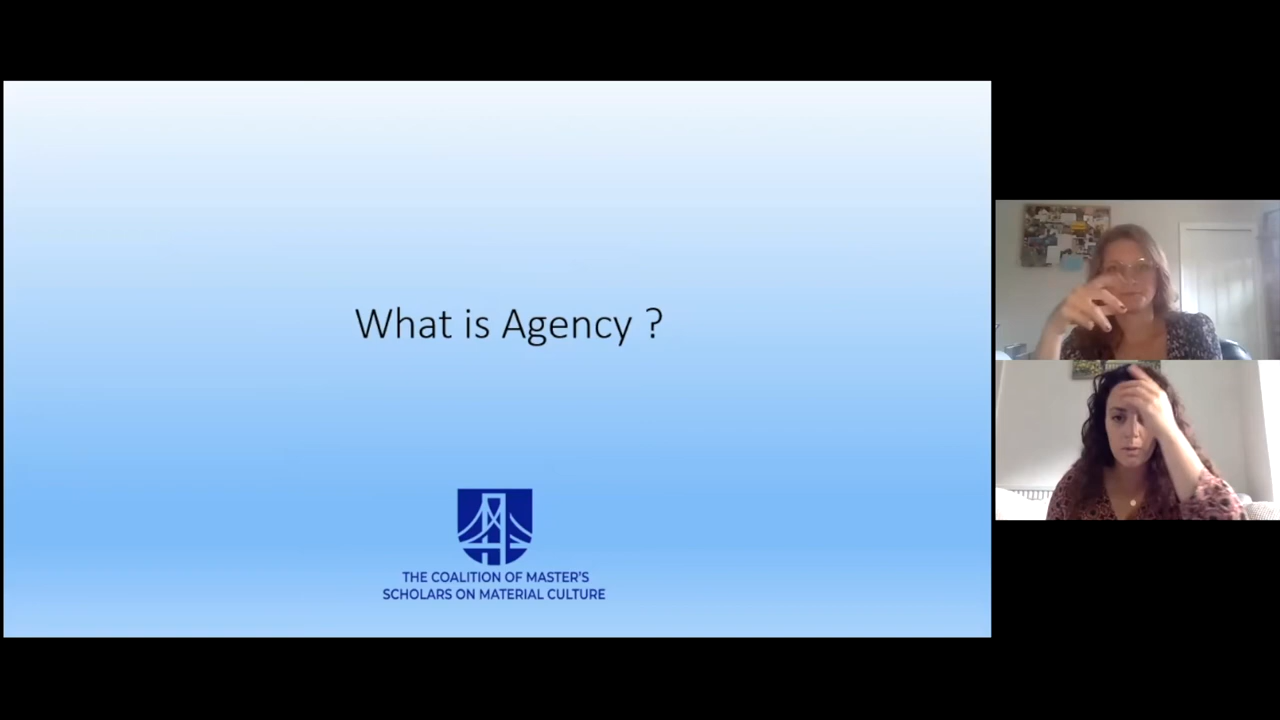 What is Agency ?
THE COALITION OF MASTER'S
SCHOLARS ON MATERIAL CULTURE